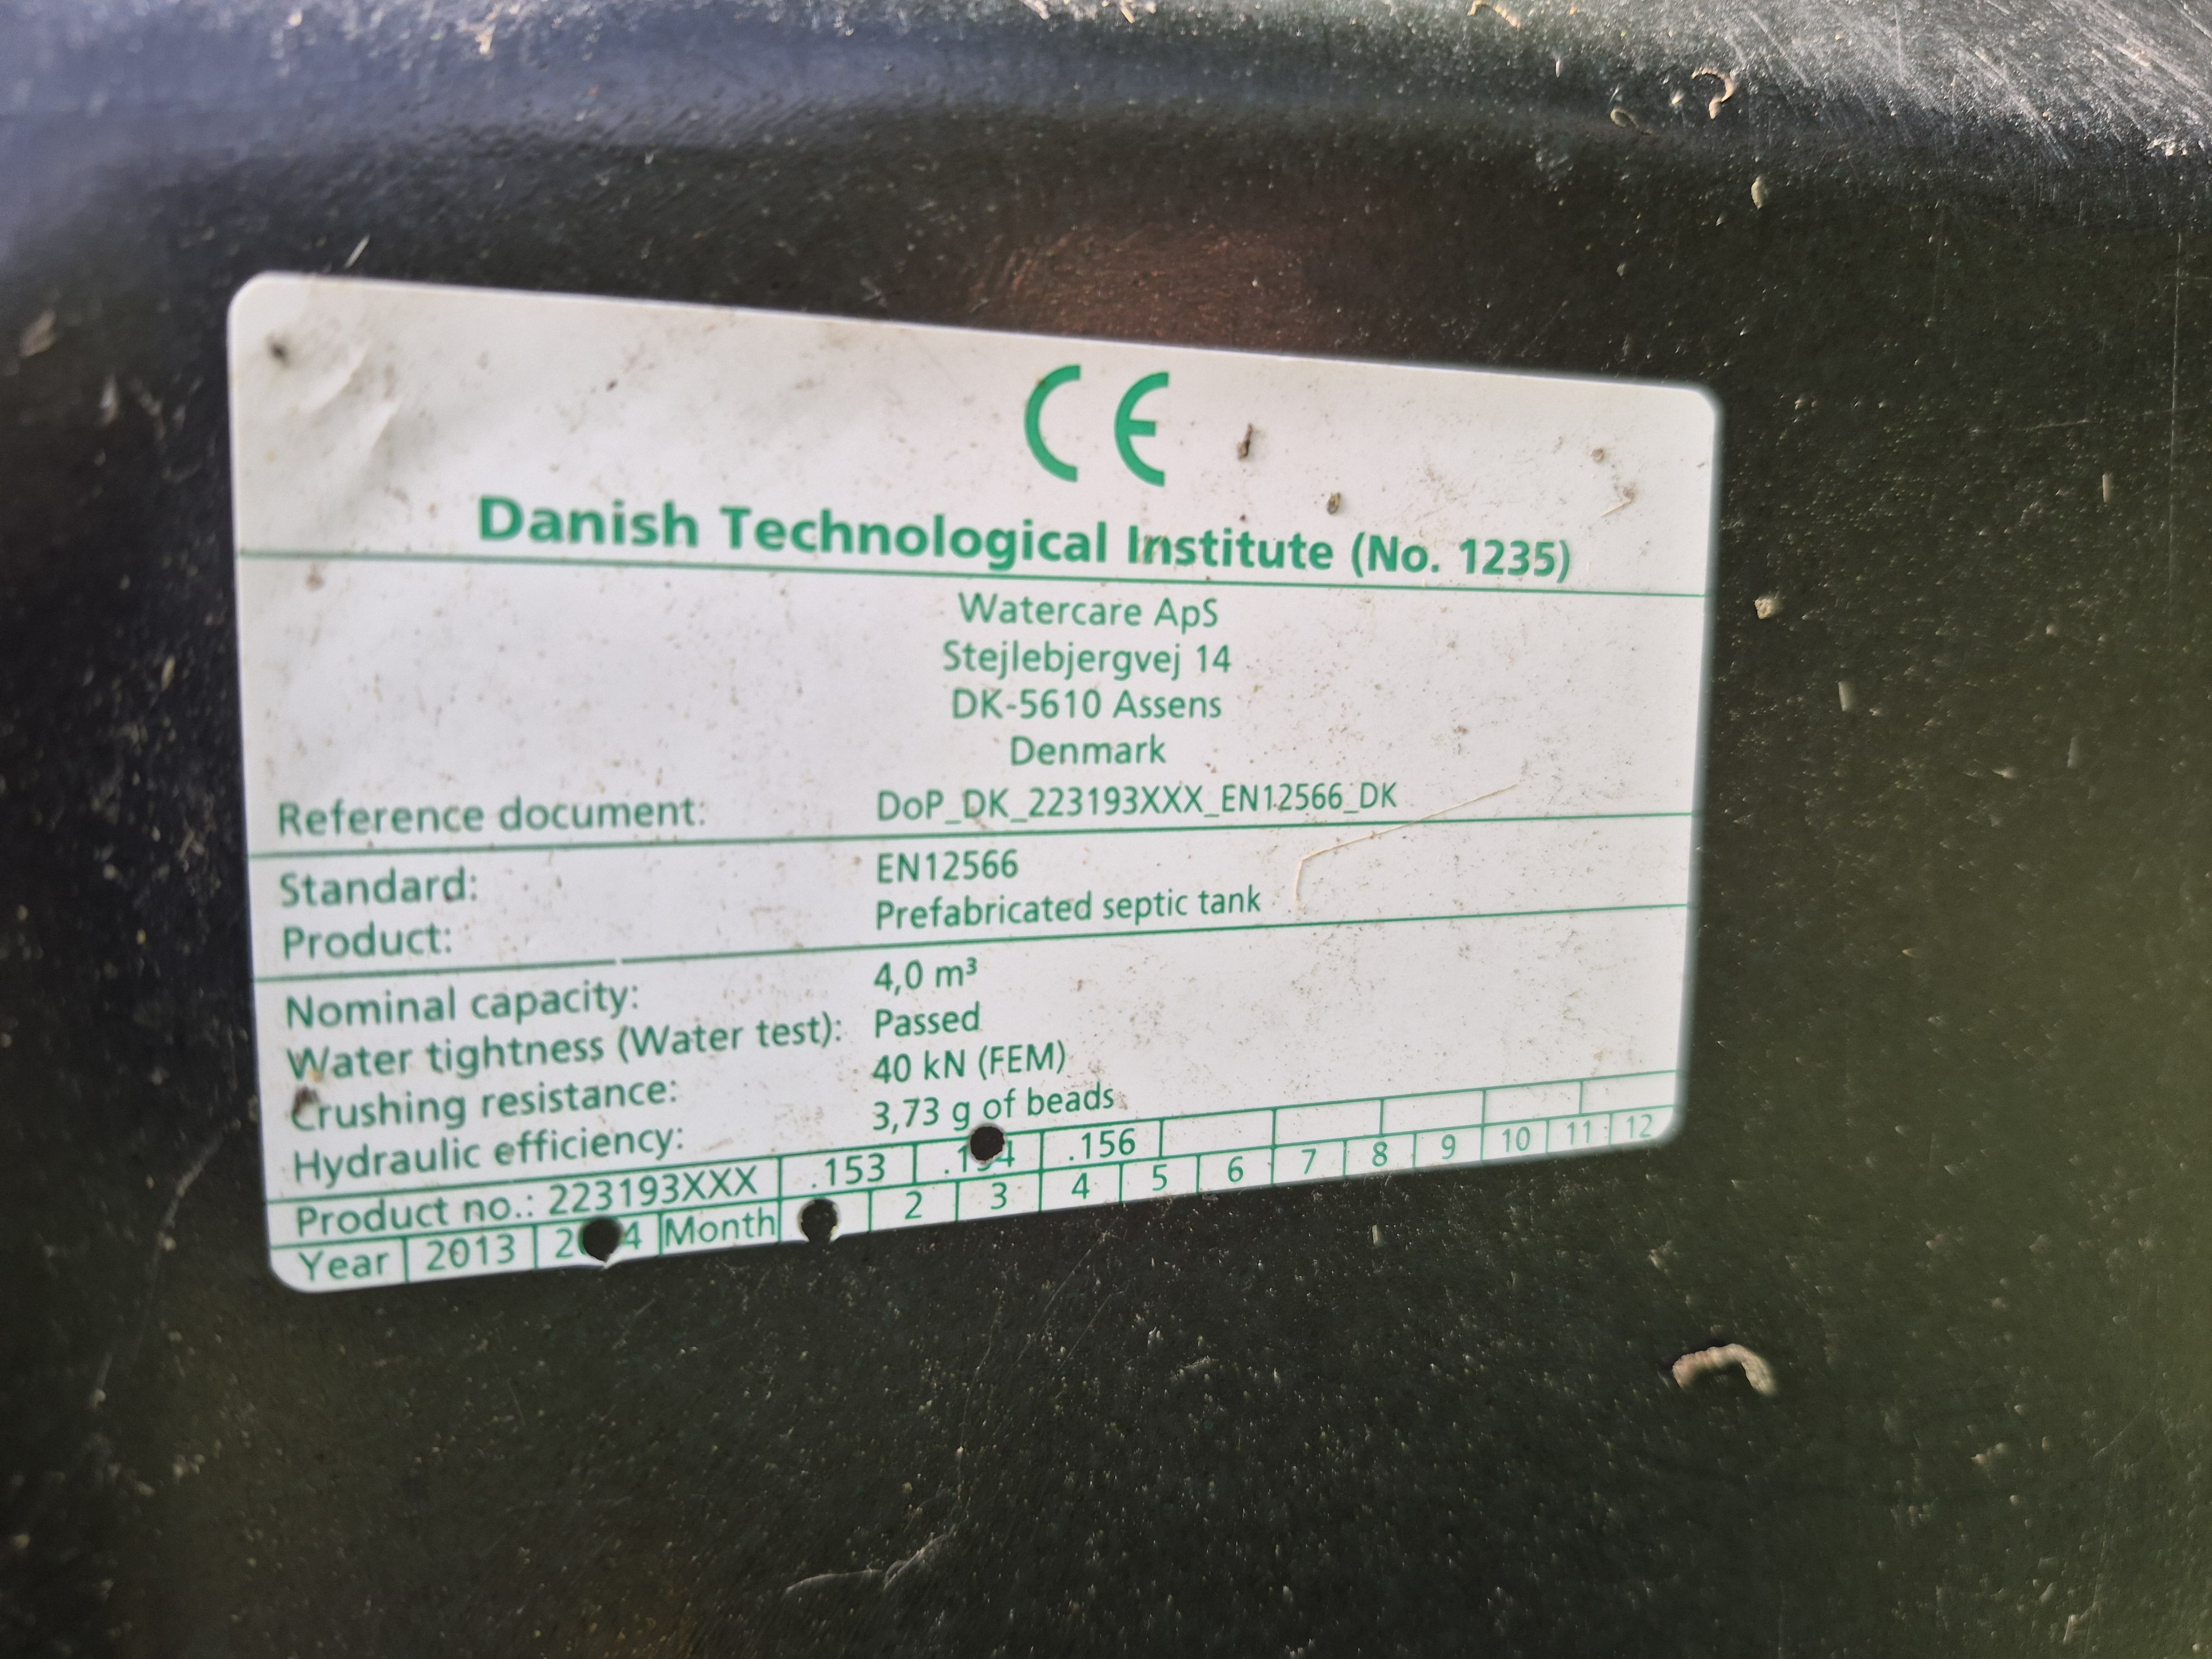 CE
Danish Technological Institute (No. 1235)
Watercare ApS
Stejlebjergvej 14
DK-5610 Assens
Denmark
Reference document: DoP_DK_223193XXX_EN12566_DK
Standard: EN12566
Product: Prefabricated septic tank
Nominal capacity: 4,0 m³
Water tightness (Water test): Passed
Crushing resistance: 40 kN (FEM)
Hydraulic efficiency: 3,73 g of beads
Product no.: 223193XXX .153 .156
Year 2013 Month 2 3 4 5 6 7 8 9 10 11 12